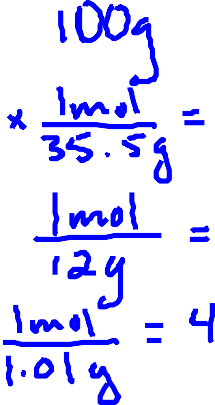 100g
× 1mol / 35.5g =
1mol / 12g =
1mol / 1.01g = 4